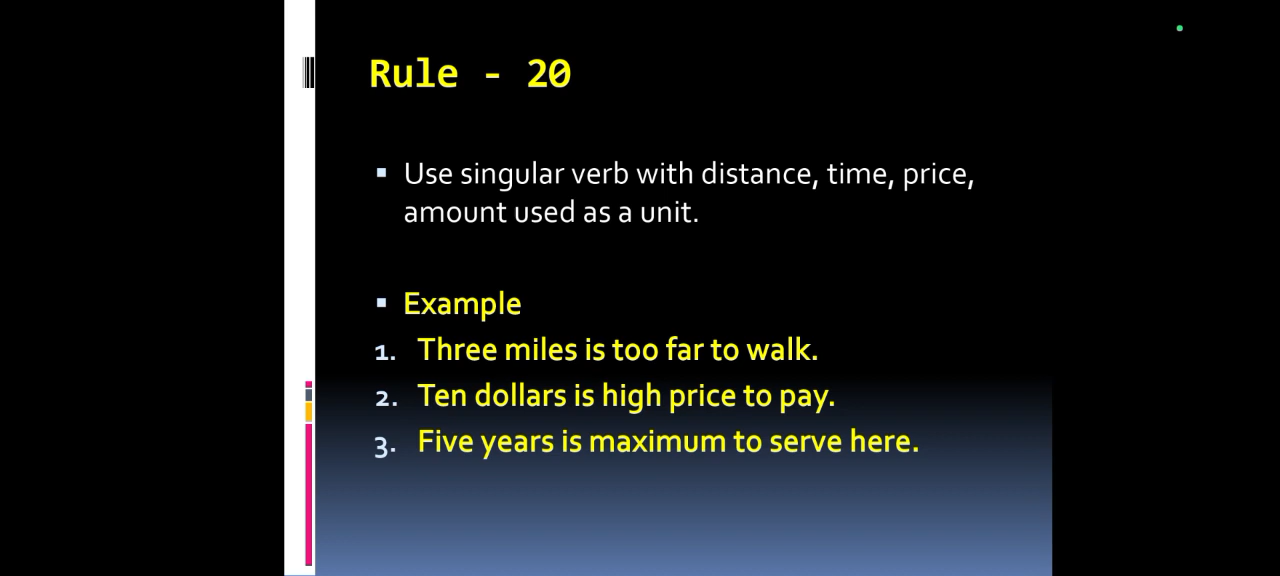 Rule - 20
▪ Use singular verb with distance, time, price,
amount used as a unit.
▪ Example
1. Three miles is too far to walk.
2. Ten dollars is high price to pay.
3. Five years is maximum to serve here.